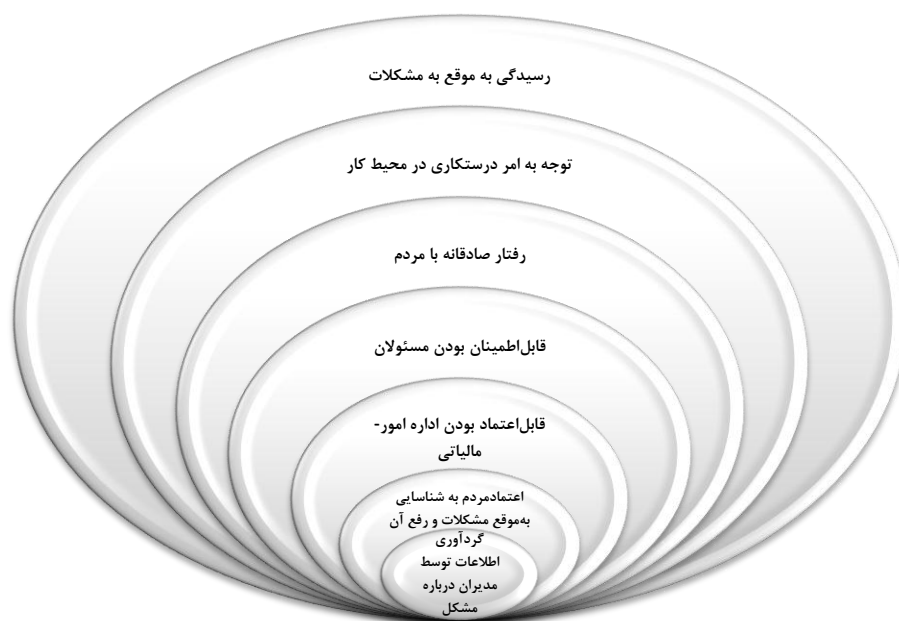 رسیدگی به موقع به مشکلات
توجه به امر درستکاری در محیط کار
رفتار صادقانه با مردم
قابل‌اطمینان بودن مسئولان
قابل‌اعتماد بودن اداره امور-
مالیاتی
اعتمادمردم به شناسایی
به‌موقع مشکلات و رفع آن
گردآوری
اطلاعات توسط
مدیران درباره
مشکل